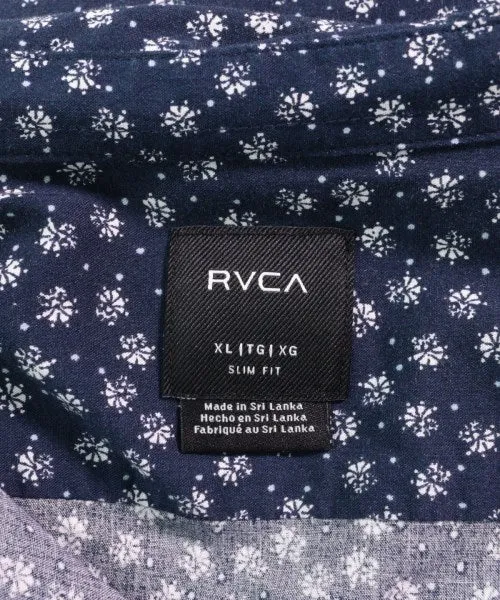 RVCA
XL | TG | XG
SLIM FIT
Made in Sri Lanka
Hecho en Sri Lanka
Fabriqué au Sri Lanka